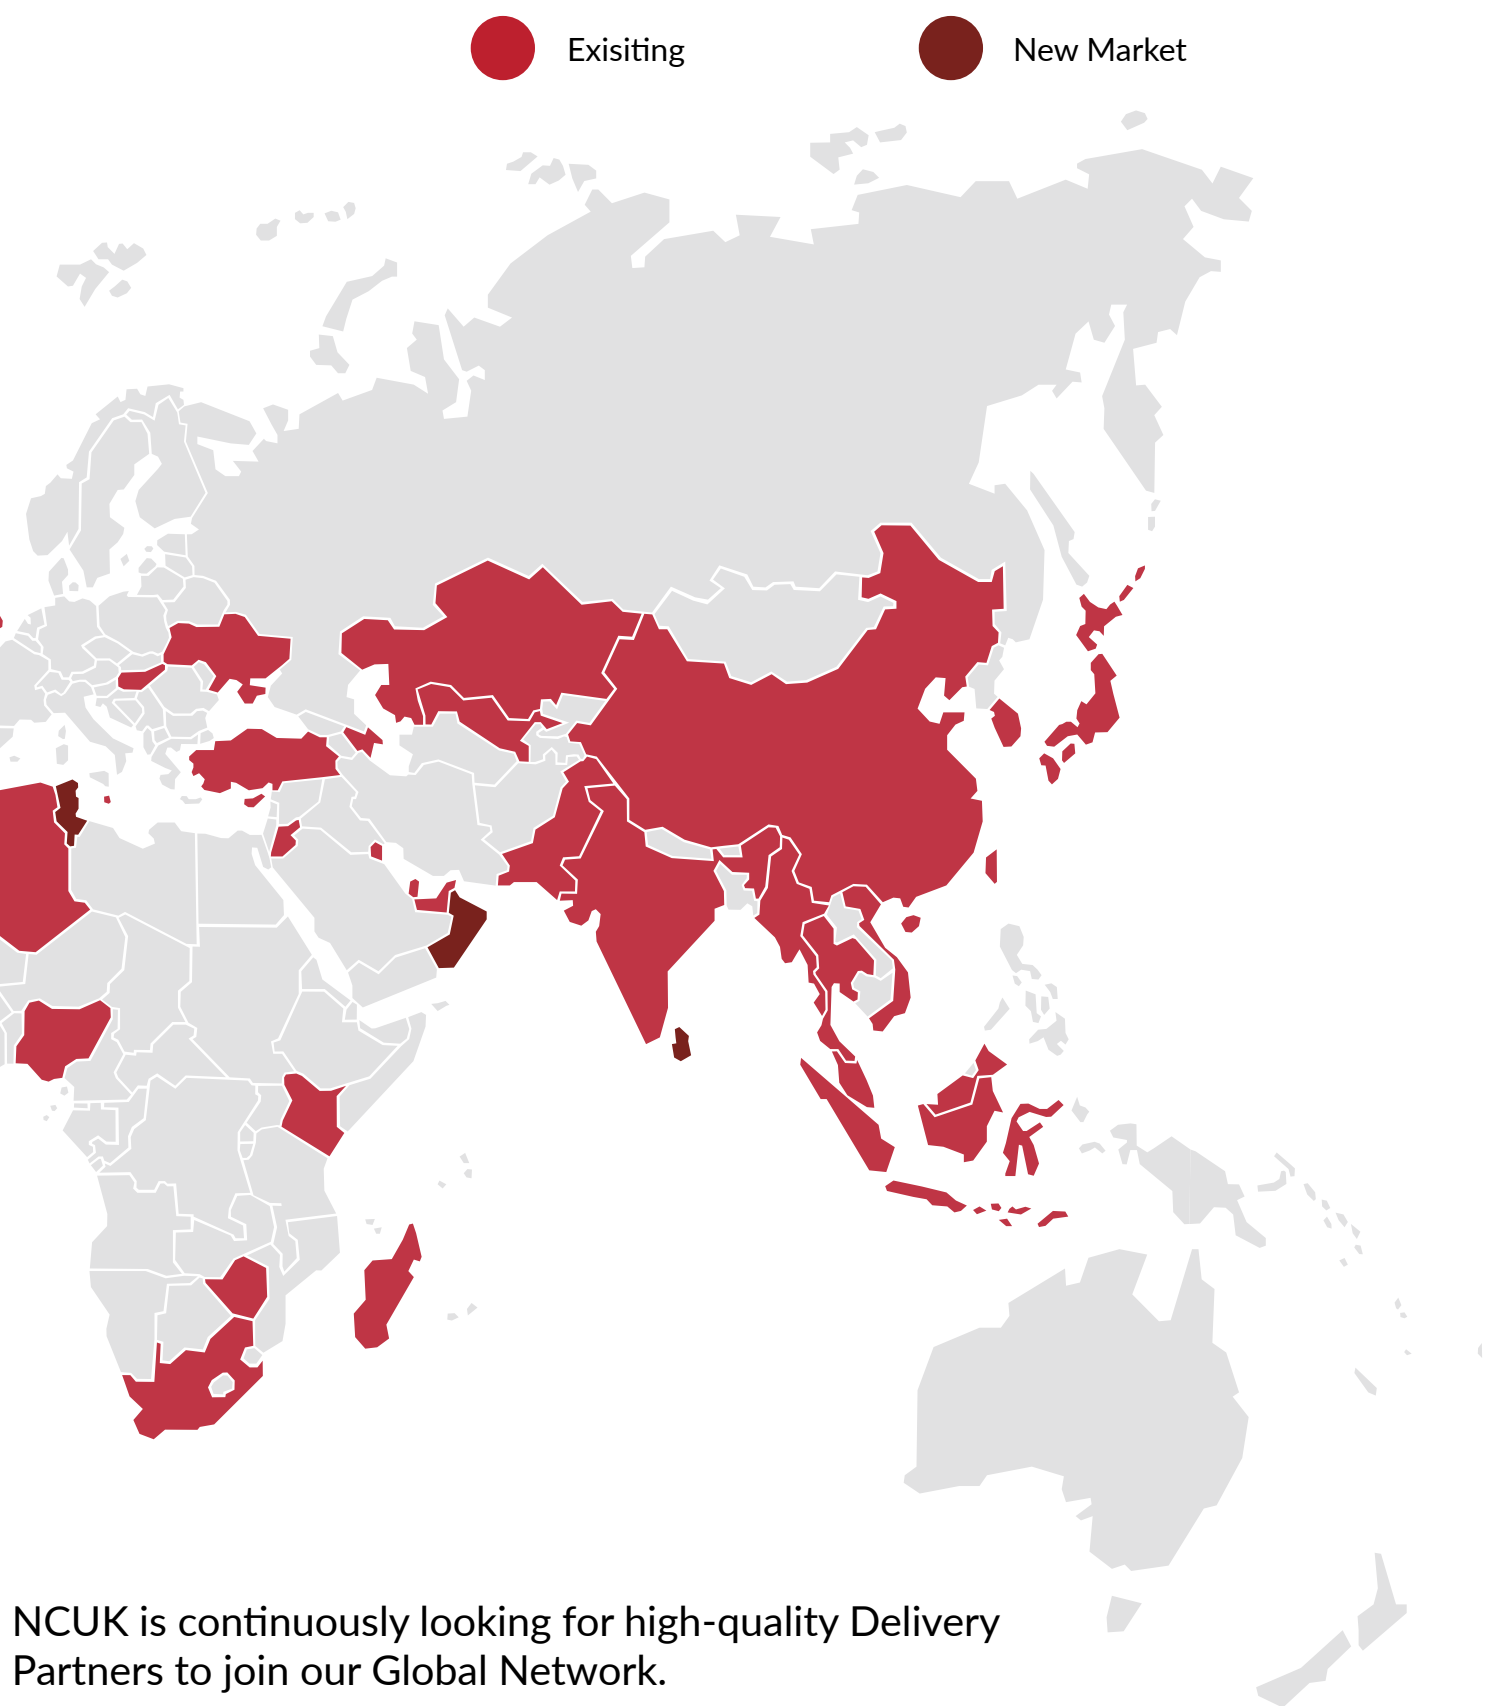 Exisiting
New Market
NCUK is continuously looking for high-quality Delivery
Partners to join our Global Network.